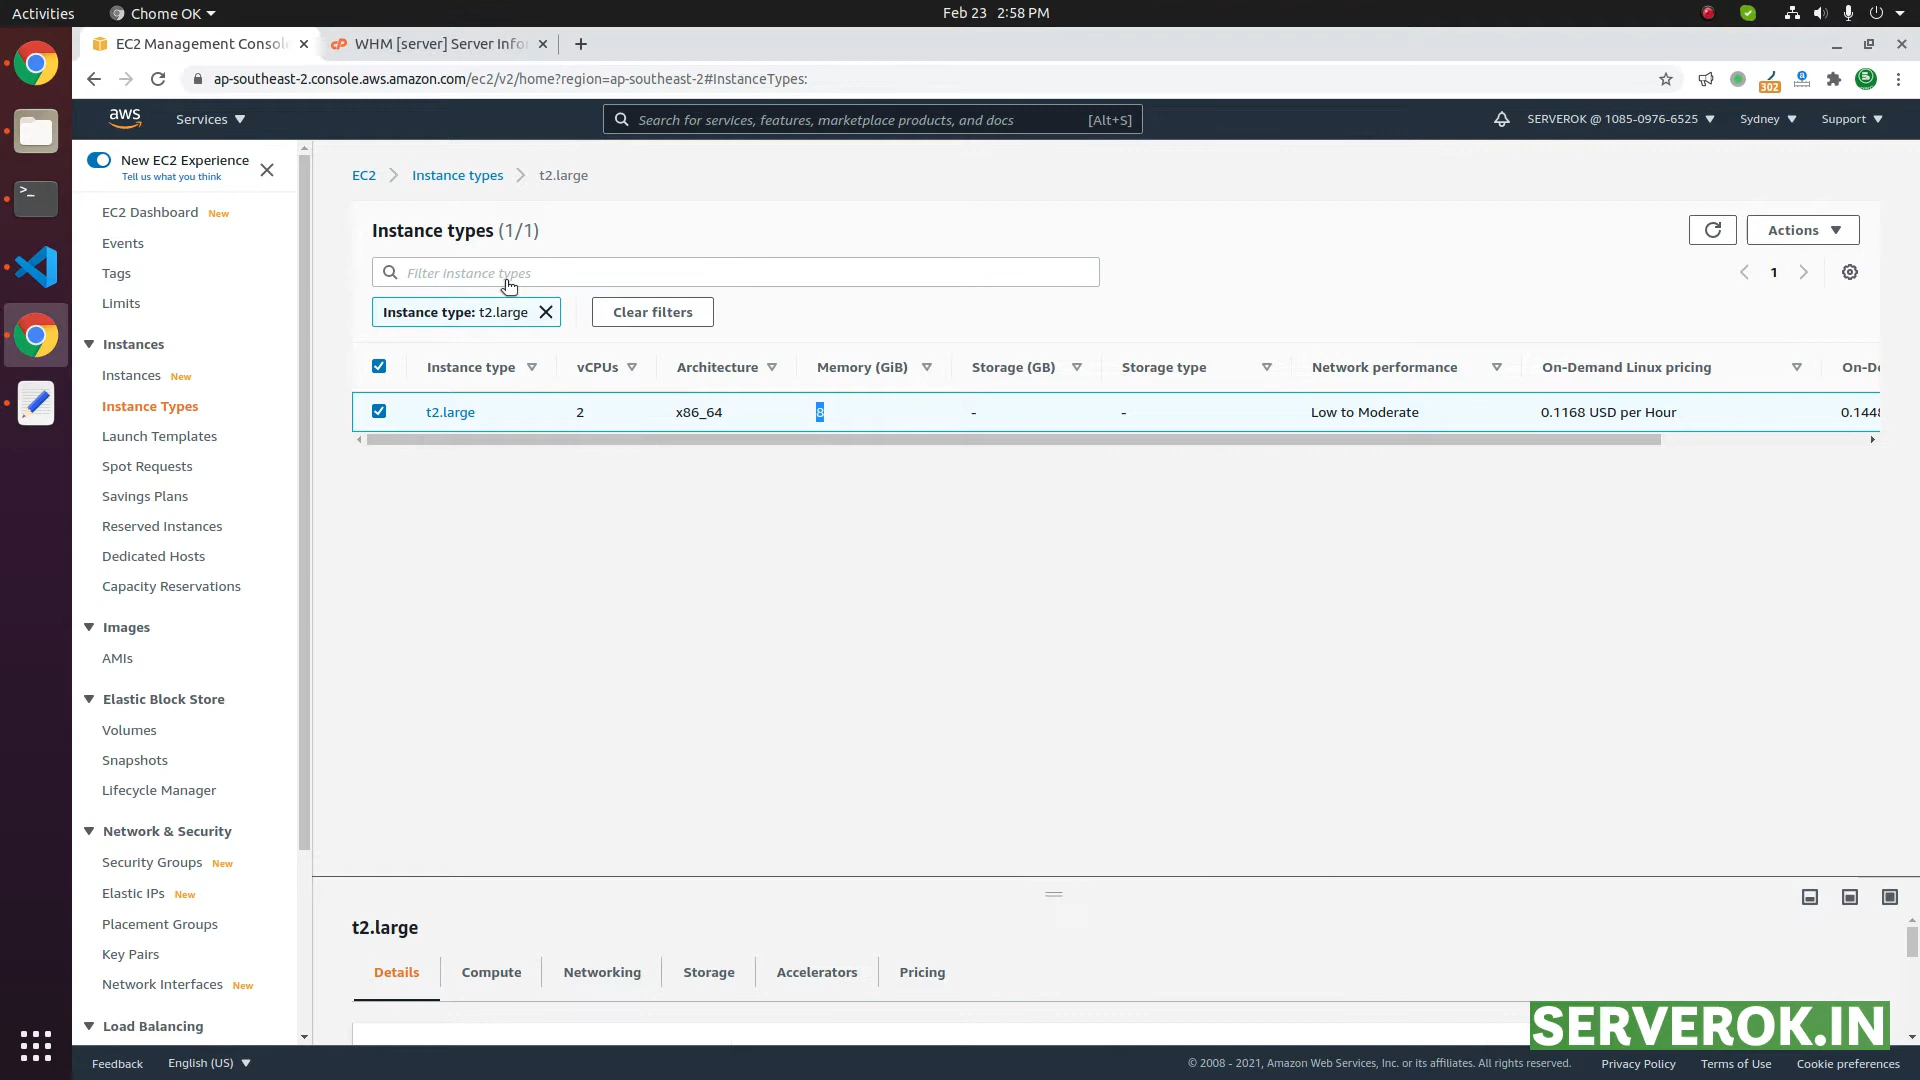 Activities
Chome OK
Feb 23 2:58 PM
EC2 Management Consol
WHM [server] Server Info
ap-southeast-2.console.aws.amazon.com/ec2/v2/home?region=ap-southeast-2#InstanceTypes:
302
aws
Services
Search for services, features, marketplace products, and docs
[Alt+S]
SERVEROK @ 1085-0976-6525
Sydney
Support
New EC2 Experience
Tell us what you think
EC2 Dashboard New
Events
Tags
Limits
Instances
Instances New
Instance Types
Launch Templates
Spot Requests
Savings Plans
Reserved Instances
Dedicated Hosts
Capacity Reservations
Images
AMIs
Elastic Block Store
Volumes
Snapshots
Lifecycle Manager
Network & Security
Security Groups New
Elastic IPs New
Placement Groups
Key Pairs
Network Interfaces New
Load Balancing
EC2 > Instance types > t2.large
Instance types (1/1)
Actions
Filter instance types
1
Instance type: t2.large
Clear filters
Instance type vCPUs Architecture Memory (GiB) Storage (GB) Storage type Network performance On-Demand Linux pricing On-De
t2.large 2 x86_64 8 - - Low to Moderate 0.1168 USD per Hour 0.1448
t2.large
Details Compute Networking Storage Accelerators Pricing
SERVEROK.IN
Feedback
English (US)
© 2008 - 2021, Amazon Web Services, Inc. or its affiliates. All rights reserved.
Privacy Policy
Terms of Use
Cookie preferences